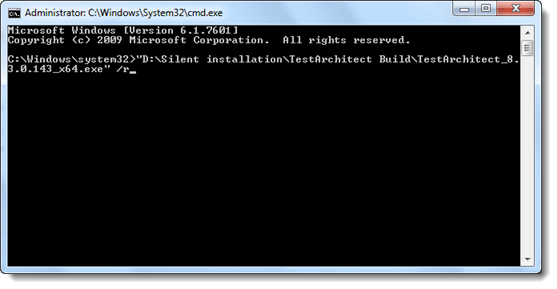 Administrator: C:\Windows\System32\cmd.exe
Microsoft Windows [Version 6.1.7601]
Copyright (c) 2009 Microsoft Corporation.  All rights reserved.
C:\Windows\system32>"D:\Silent installation\TestArchitect Build\TestArchitect_8.
3.0.143_x64.exe" /r_